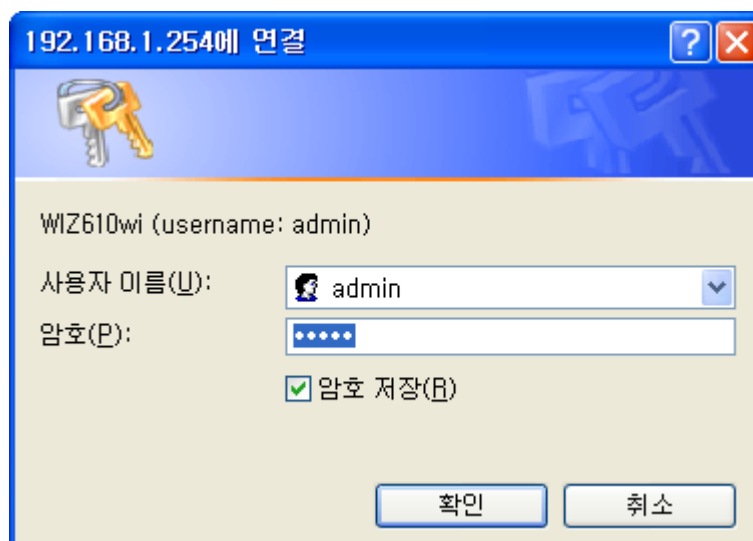 192.168.1.254에 연결
WIZ610wi (username: admin)
사용자 이름(U):
admin
암호(P):
•••••
암호 저장(R)
확인
취소